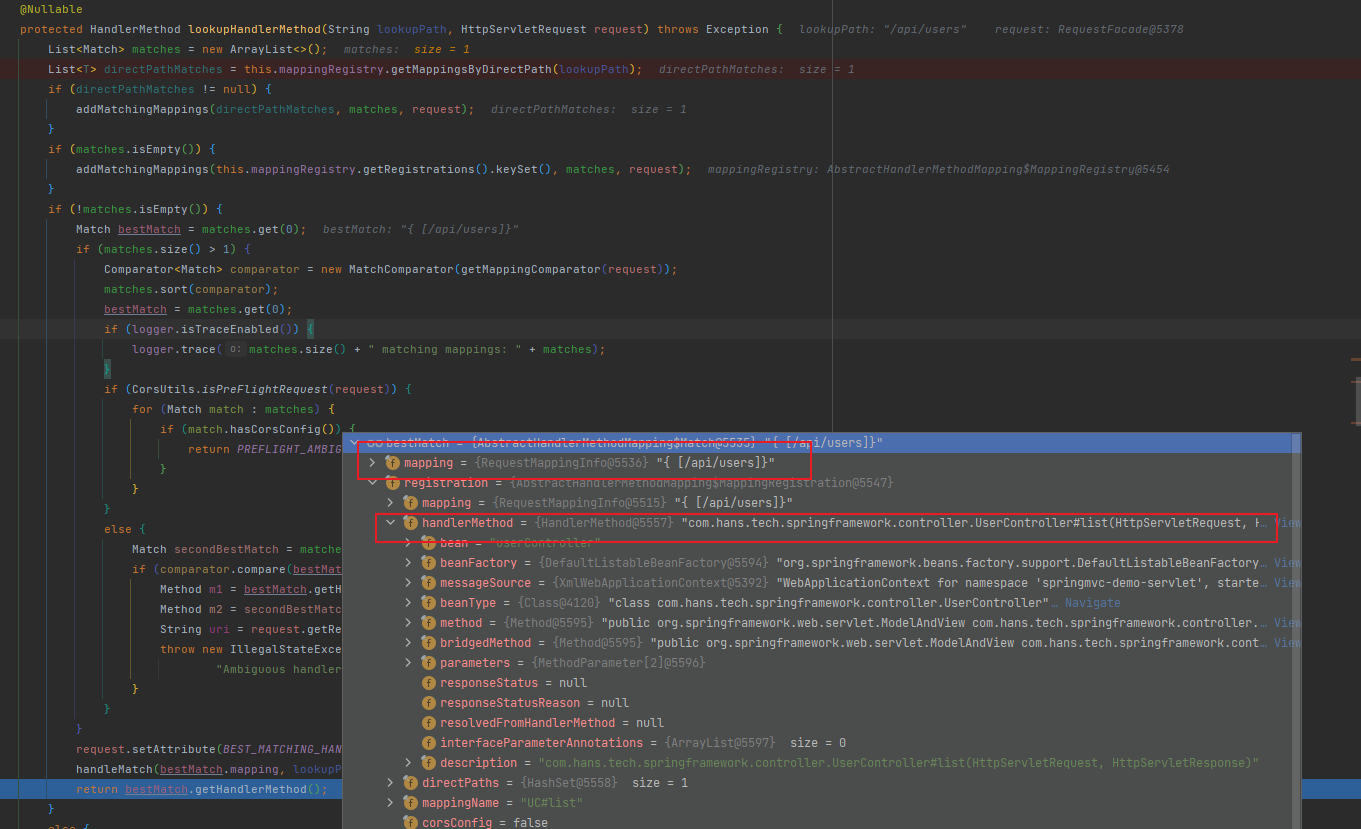 @Nullable
protected HandlerMethod lookupHandlerMethod(String lookupPath, HttpServletRequest request) throws Exception {   lookupPath: "/api/users"    request: RequestFacade@5378
List<Match> matches = new ArrayList<>();   matches:  size = 1
List<T> directPathMatches = this.mappingRegistry.getMappingsByDirectPath(lookupPath);   directPathMatches:  size = 1
if (directPathMatches != null) {
addMatchingMappings(directPathMatches, matches, request);   directPathMatches:  size = 1
}
if (matches.isEmpty()) {
addMatchingMappings(this.mappingRegistry.getRegistrations().keySet(), matches, request);   mappingRegistry: AbstractHandlerMethodMapping$MappingRegistry@5454
}
if (!matches.isEmpty()) {
Match bestMatch = matches.get(0);   bestMatch: "{ [/api/users]}"
if (matches.size() > 1) {
Comparator<Match> comparator = new MatchComparator(getMappingComparator(request));
matches.sort(comparator);
bestMatch = matches.get(0);
if (logger.isTraceEnabled()) {
logger.trace( o: matches.size() + " matching mappings: " + matches);
}
if (CorsUtils.isPreFlightRequest(request)) {
for (Match match : matches) {
if (match.hasCorsConfig()) {
return PREFLIGHT_AMBIG
}
}
}
else {
Match secondBestMatch = matche
if (comparator.compare(bestMat
Method m1 = bestMatch.getH
Method m2 = secondBestMatc
String uri = request.getRe
throw new IllegalStateExce
"Ambiguous handler
}
}
}
request.setAttribute(BEST_MATCHING_HAN
handleMatch(bestMatch.mapping, lookupP
return bestMatch.getHandlerMethod();
}
else {
bestMatch = {AbstractHandlerMethodMapping$Match@5535} "{ [/api/users]}"
mapping = {RequestMappingInfo@5536} "{ [/api/users]}"
registration = {AbstractHandlerMethodMapping$MappingRegistration@5547}
mapping = {RequestMappingInfo@5515} "{ [/api/users]}"
handlerMethod = {HandlerMethod@5557} "com.hans.tech.springframework.controller.UserController#list(HttpServletRequest, H… View
bean = "userController"
beanFactory = {DefaultListableBeanFactory@5594} "org.springframework.beans.factory.support.DefaultListableBeanFactory… View
messageSource = {XmlWebApplicationContext@5392} "WebApplicationContext for namespace 'springmvc-demo-servlet', starte… View
beanType = {Class@4120} "class com.hans.tech.springframework.controller.UserController"… Navigate
method = {Method@5595} "public org.springframework.web.servlet.ModelAndView com.hans.tech.springframework.controller.… View
bridgedMethod = {Method@5595} "public org.springframework.web.servlet.ModelAndView com.hans.tech.springframework.cont… View
parameters = {MethodParameter[2]@5596}
responseStatus = null
responseStatusReason = null
resolvedFromHandlerMethod = null
interfaceParameterAnnotations = {ArrayList@5597}  size = 0
description = "com.hans.tech.springframework.controller.UserController#list(HttpServletRequest, HttpServletResponse)"
directPaths = {HashSet@5558}  size = 1
mappingName = "UC#list"
corsConfig = false